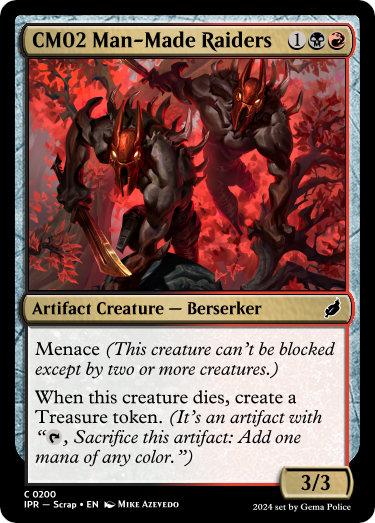 CM02 Man-Made Raiders 1
Artifact Creature — Berserker
Menace (This creature can't be blocked
except by two or more creatures.)
When this creature dies, create a
Treasure token. (It's an artifact with
“, Sacrifice this artifact: Add one
mana of any color.”)
3/3
C 0200
IPR — Scrap • EN Mike Azevedo
2024 set by Gema Police